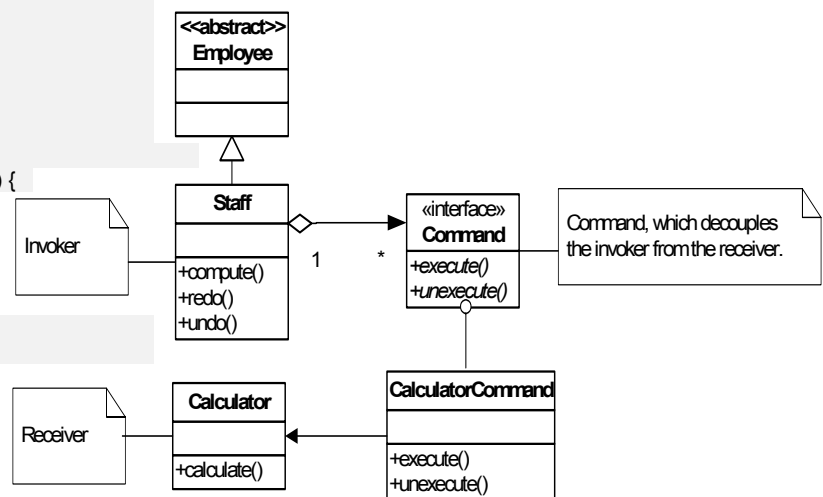 <<abstract>>
Employee
) {
Staff
+compute()
+redo()
+undo()
Invoker
1
*
«interface»
Command
+execute()
+unexecute()
Command, which decouples
the invoker from the receiver.
Receiver
Calculator
+calculate()
CalculatorCommand
+execute()
+unexecute()